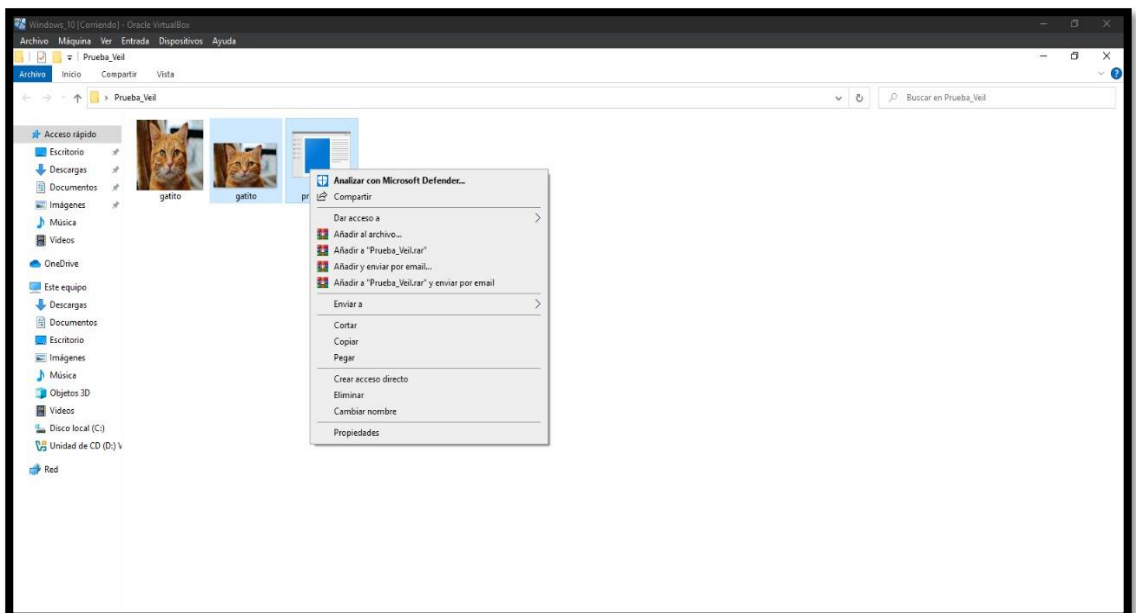 Windows_10 [Corriendo] - Oracle VirtualBox
Archivo Máquina Ver Entrada Dispositivos Ayuda
Prueba_Veil
Archivo Inicio Compartir Vista
Prueba_Veil
Buscar en Prueba_Veil
Acceso rápido
Escritorio
Descargas
Documentos
Imágenes
Música
Videos
OneDrive
Este equipo
Descargas
Documentos
Escritorio
Imágenes
Música
Objetos 3D
Videos
Disco local (C:)
Unidad de CD (D:) V
Red
gatito
gatito
pr
Analizar con Microsoft Defender...
Compartir
Dar acceso a
Añadir al archivo...
Añadir a "Prueba_Veil.rar"
Añadir y enviar por email...
Añadir a "Prueba_Veil.rar" y enviar por email
Enviar a
Cortar
Copiar
Pegar
Crear acceso directo
Eliminar
Cambiar nombre
Propiedades